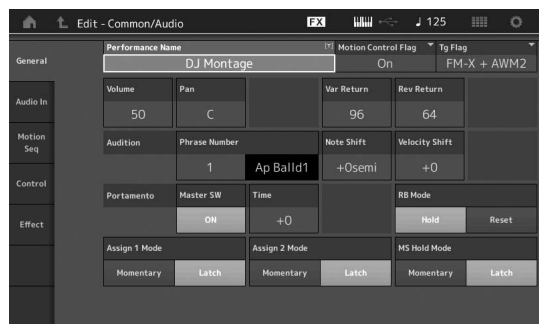 Edit - Common/Audio FX ♩ 125
General
Audio In
Motion Seq
Control
Effect
Performance Name
DJ Montage
Motion Control Flag
On
Tg Flag
FM-X + AWM2
Volume
50
Pan
C
Var Return
96
Rev Return
64
Audition
Phrase Number
1
Ap Balld1
Note Shift
+0semi
Velocity Shift
+0
Portamento
Master SW
ON
Time
+0
RB Mode
Hold
Reset
Assign 1 Mode
Momentary
Latch
Assign 2 Mode
Momentary
Latch
MS Hold Mode
Momentary
Latch